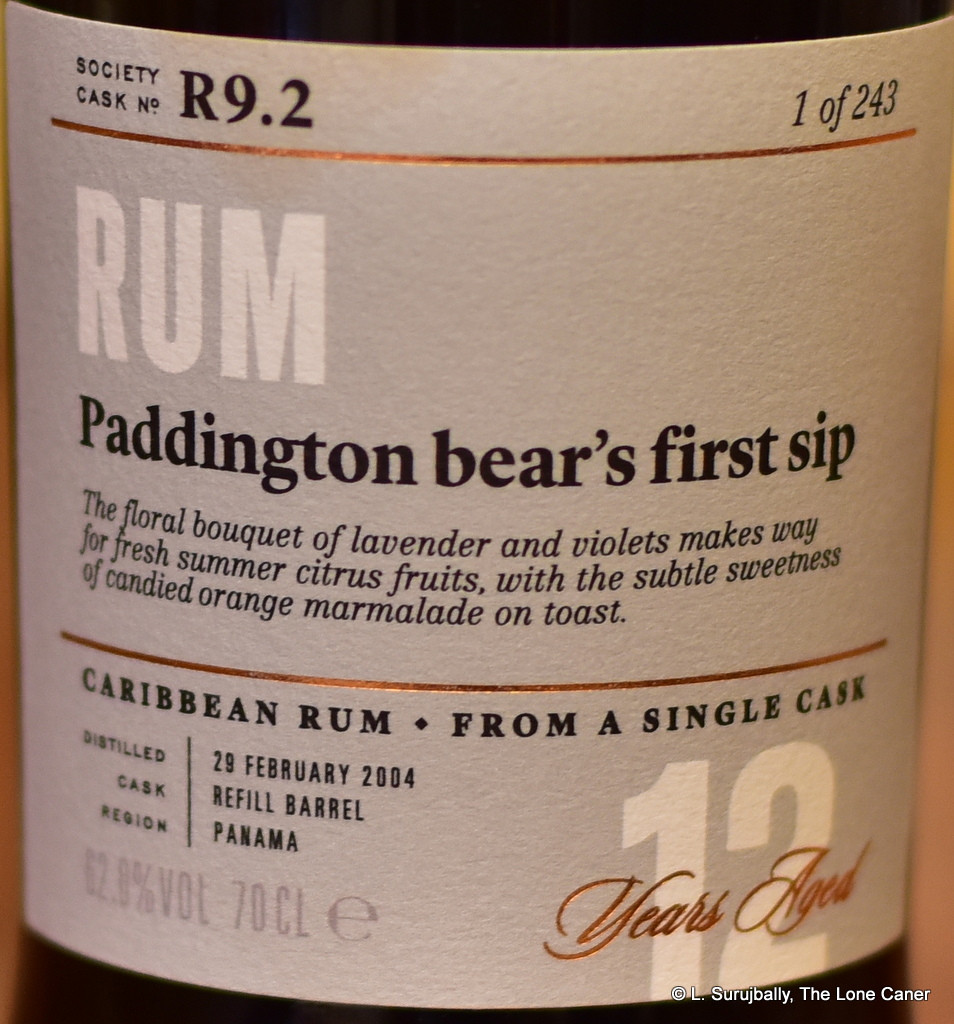 SOCIETY
CASK Nº R9.2
1 of 243
RUM
Paddington bear's first sip
The floral bouquet of lavender and violets makes way
for fresh summer citrus fruits, with the subtle sweetness
of candied orange marmalade on toast.
CARIBBEAN RUM • FROM A SINGLE CASK
DISTILLED 29 FEBRUARY 2004
CASK REFILL BARREL
REGION PANAMA
62.8%VOL 70CL ℮
12
Years Aged
© L. Surujbally, The Lone Caner